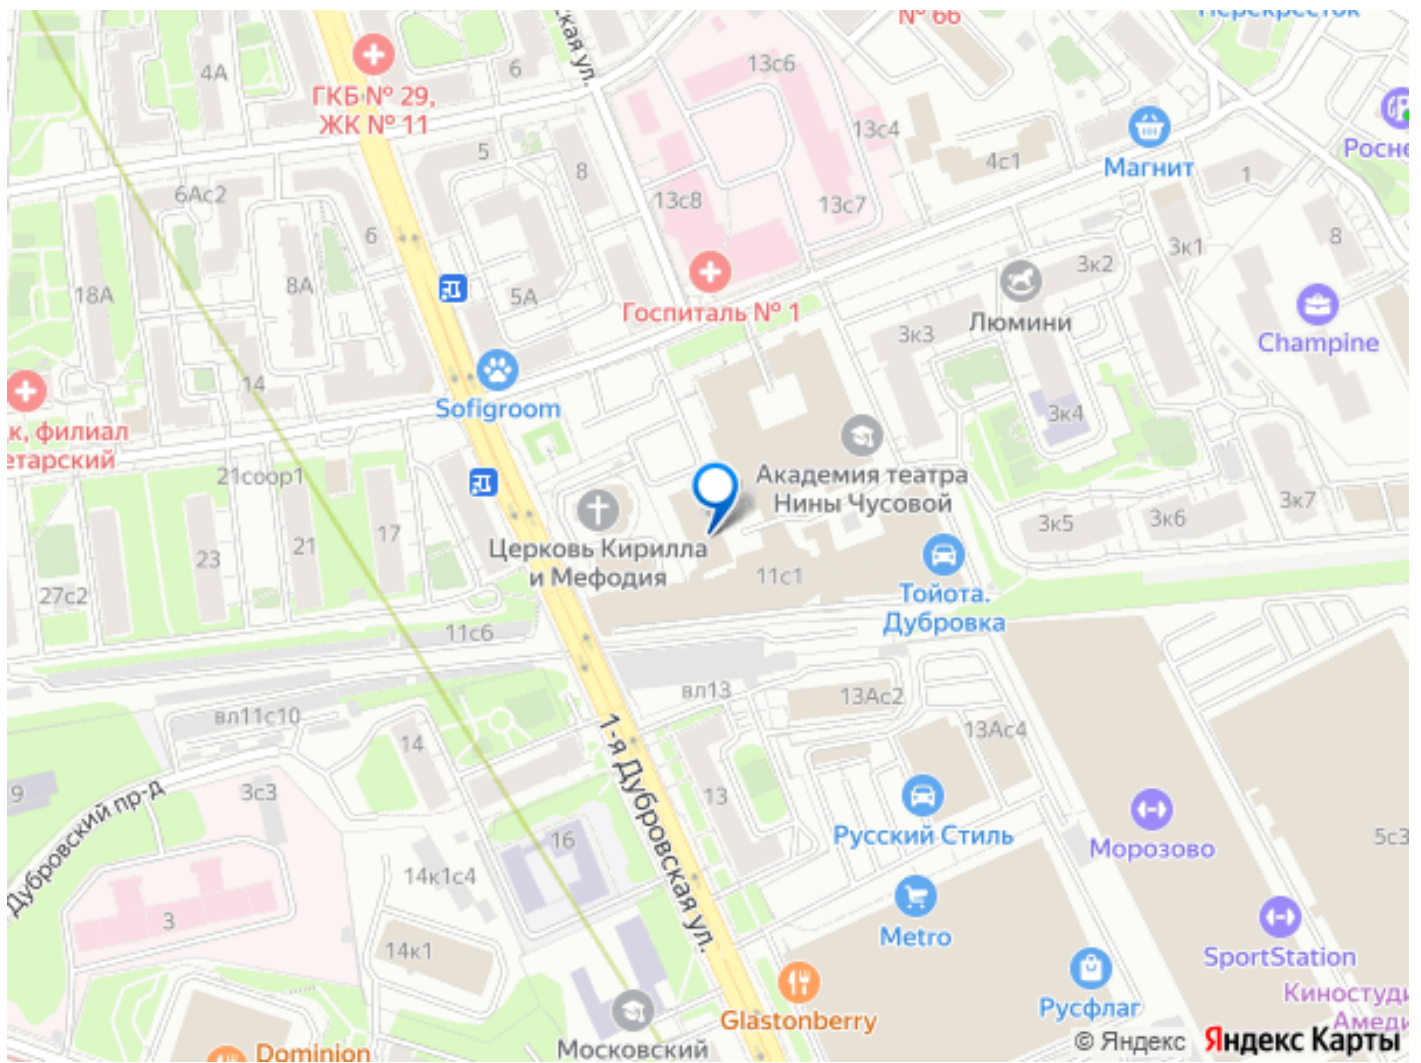 № 66
Перекрёсток
ская ул.
4А
6
13с6
ГКБ № 29,
ЖК № 11
13с4
Магнит
Росне
5
8
4с1
1
6Ас2
13с8
13с7
6
3к1
8
18А
8А
5А
3к2
Госпиталь № 1
Люмини
3к3
Champine
14
Sofigroom
3к4
к, филиал
етарский
21соор1
Академия театра
Нины Чусовой
3к7
17
3к5
3к6
23
21
Церковь Кирилла
и Мефодия
11с1
Тойота.
Дубровка
27с2
11с6
вл13
13Ас2
вл11с10
14
13Ас4
1-я Дубровская ул.
9
3с3
13
Дубровский пр-д
Русский Стиль
Морозово
5с3
16
14к1с4
3
Metro
14к1
SportStation
Русфлаг
Киностуди
Амеди
Glastonberry
Dominion
Московский
© Яндекс Яндекс Карты